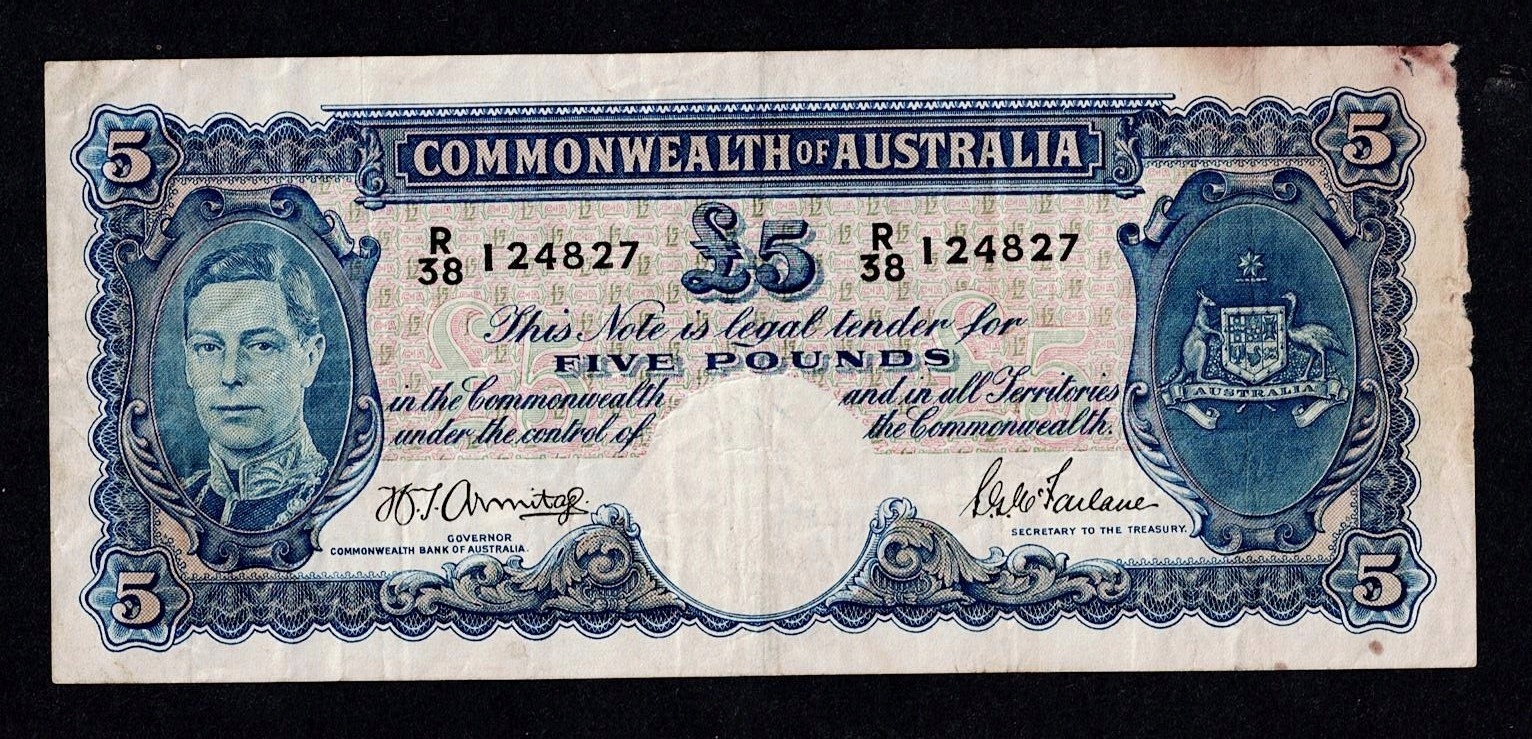 5
5
COMMONWEALTH OF AUSTRALIA
R/38 124827 £5 R/38 124827
This Note is legal tender for
FIVE POUNDS
in the Commonwealth and in all Territories
under the control of the Commonwealth.
AUSTRALIA
H.T. Armitage
S.G. McFarlane
GOVERNOR
COMMONWEALTH BANK OF AUSTRALIA.
SECRETARY TO THE TREASURY.
5
5